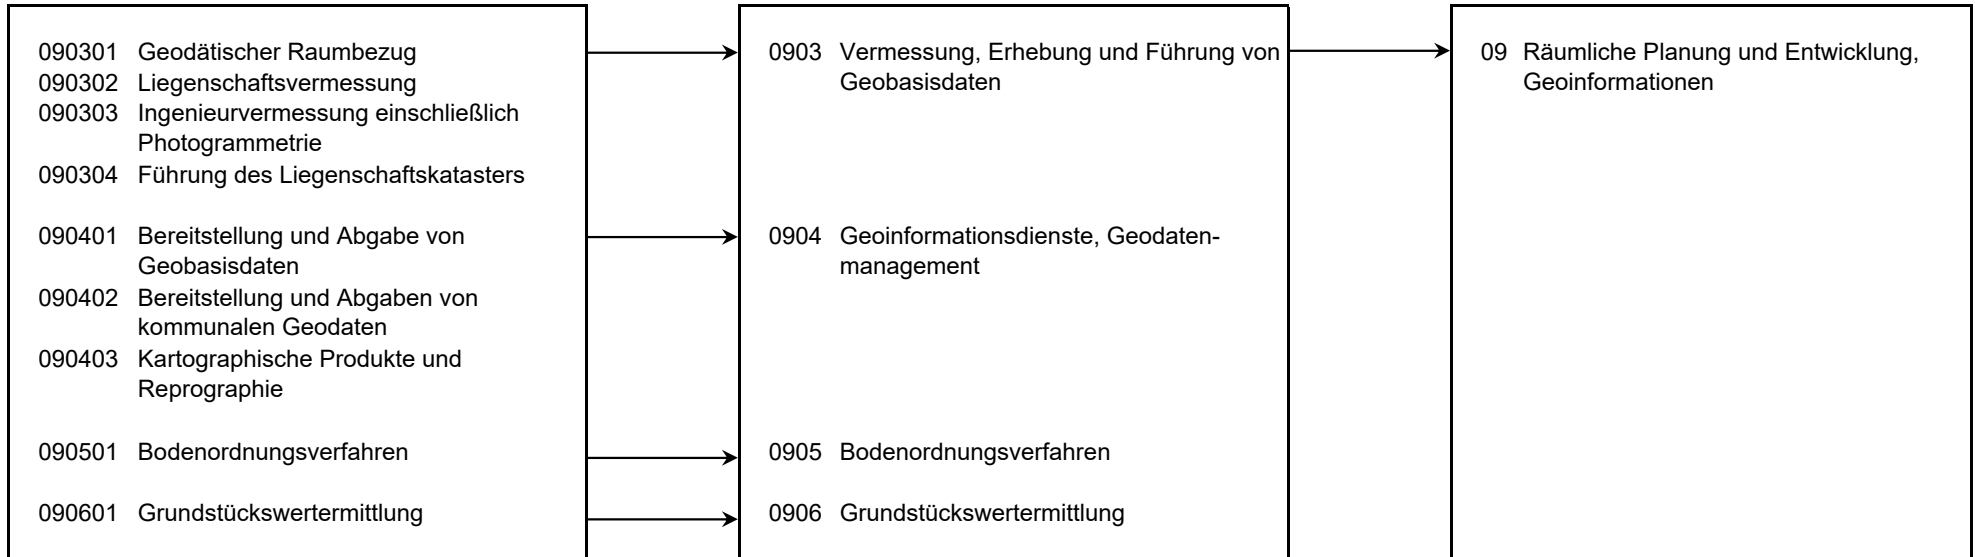 090301 Geodätischer Raumbezug
090302 Liegenschaftsvermessung
090303 Ingenieurvermessung einschließlich
Photogrammetrie
090304 Führung des Liegenschaftskatasters
090401 Bereitstellung und Abgabe von
Geobasisdaten
090402 Bereitstellung und Abgaben von
kommunalen Geodaten
090403 Kartographische Produkte und
Reprographie
090501 Bodenordnungsverfahren
090601 Grundstückswertermittlung
0903 Vermessung, Erhebung und Führung von
Geobasisdaten
0904 Geoinformationsdienste, Geodaten-
management
0905 Bodenordnungsverfahren
0906 Grundstückswertermittlung
09 Räumliche Planung und Entwicklung,
Geoinformationen